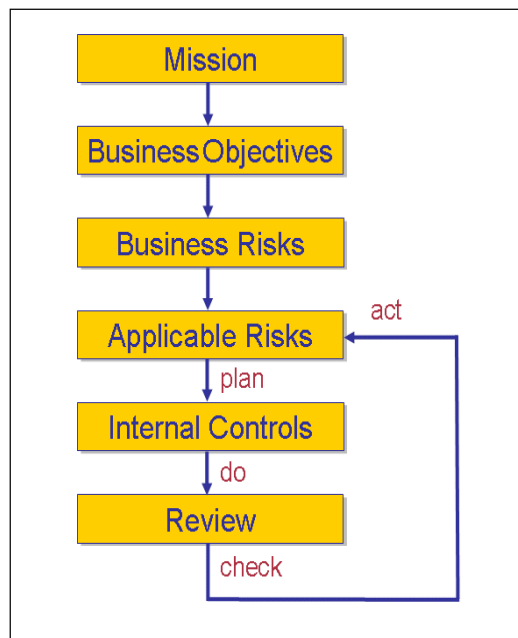 Mission
Business Objectives
Business Risks
act
Applicable Risks
plan
Internal Controls
do
Review
check